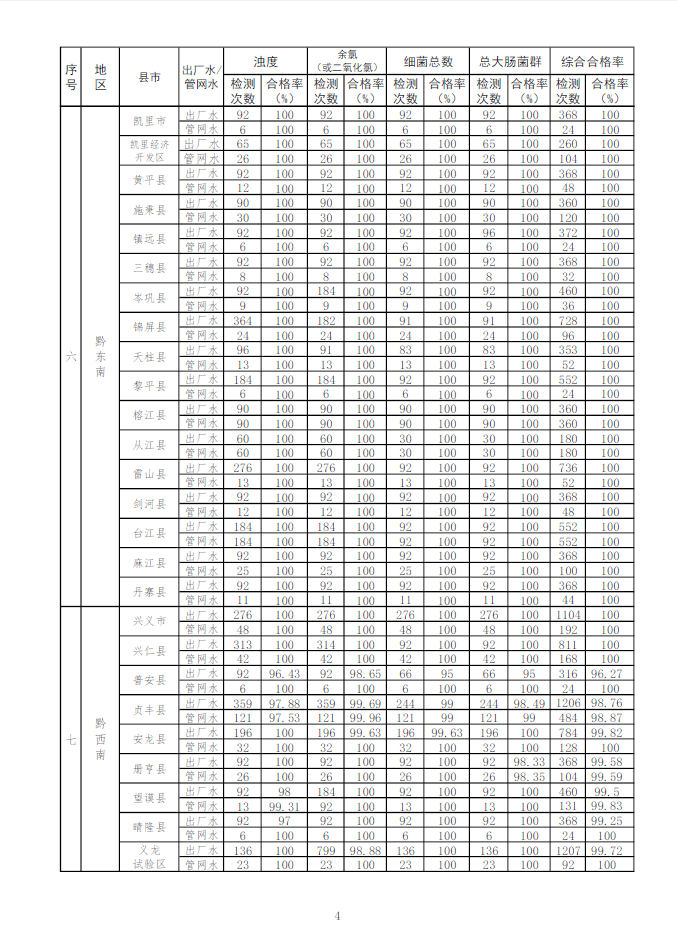 序号 地区 县市 出厂水/管网水 浊度 余氯（或二氧化氯） 细菌总数 总大肠菌群 综合合格率
检测次数 合格率（%） 检测次数 合格率（%） 检测次数 合格率（%） 检测次数 合格率（%） 检测次数 合格率（%）
六 黔东南
凯里市 出厂水 92 100 92 100 92 100 92 100 368 100
管网水 6 100 6 100 6 100 6 100 24 100
凯里经济开发区 出厂水 65 100 65 100 65 100 65 100 260 100
管网水 26 100 26 100 26 100 26 100 104 100
黄平县 出厂水 92 100 92 100 92 100 92 100 368 100
管网水 12 100 12 100 12 100 12 100 48 100
施秉县 出厂水 90 100 90 100 90 100 90 100 360 100
管网水 30 100 30 100 30 100 30 100 120 100
镇远县 出厂水 92 100 92 100 92 100 96 100 372 100
管网水 6 100 6 100 6 100 6 100 24 100
三穗县 出厂水 92 100 92 100 92 100 92 100 368 100
管网水 8 100 8 100 8 100 8 100 32 100
岑巩县 出厂水 92 100 184 100 92 100 92 100 460 100
管网水 9 100 9 100 9 100 9 100 36 100
锦屏县 出厂水 364 100 182 100 91 100 91 100 728 100
管网水 24 100 24 100 24 100 24 100 96 100
天柱县 出厂水 96 100 91 100 83 100 83 100 353 100
管网水 13 100 13 100 13 100 13 100 52 100
黎平县 出厂水 184 100 184 100 92 100 92 100 552 100
管网水 6 100 6 100 6 100 6 100 24 100
榕江县 出厂水 90 100 90 100 90 100 90 100 360 100
管网水 90 100 90 100 90 100 90 100 360 100
从江县 出厂水 60 100 60 100 30 100 30 100 180 100
管网水 60 100 60 100 30 100 30 100 180 100
雷山县 出厂水 276 100 276 100 92 100 92 100 736 100
管网水 13 100 13 100 13 100 13 100 52 100
剑河县 出厂水 92 100 92 100 92 100 92 100 368 100
管网水 12 100 12 100 12 100 12 100 48 100
台江县 出厂水 184 100 184 100 92 100 92 100 552 100
管网水 184 100 184 100 92 100 92 100 552 100
麻江县 出厂水 92 100 92 100 92 100 92 100 368 100
管网水 25 100 25 100 25 100 25 100 100 100
丹寨县 出厂水 92 100 92 100 92 100 92 100 368 100
管网水 11 100 11 100 11 100 11 100 44 100
七 黔西南
兴义市 出厂水 276 100 276 100 276 100 276 100 1104 100
管网水 48 100 48 100 48 100 48 100 192 100
兴仁县 出厂水 313 100 314 100 92 100 92 100 811 100
管网水 42 100 42 100 42 100 42 100 168 100
普安县 出厂水 92 96.43 92 98.65 66 95 66 95 316 96.27
管网水 6 100 6 100 6 100 6 100 24 100
贞丰县 出厂水 359 97.88 359 99.69 244 99 244 98.49 1206 98.76
管网水 121 97.53 121 99.96 121 99 121 99 484 98.87
安龙县 出厂水 196 100 196 99.63 196 99.63 196 100 784 99.82
管网水 32 100 32 100 32 100 32 100 128 100
册亨县 出厂水 92 100 92 100 92 100 92 98.33 368 99.58
管网水 26 100 26 100 26 100 26 98.35 104 99.59
望谟县 出厂水 92 98 184 100 92 100 92 100 460 99.5
管网水 13 99.31 92 100 13 100 13 100 131 99.83
晴隆县 出厂水 92 97 92 100 92 100 92 100 368 99.25
管网水 6 100 6 100 6 100 6 100 24 100
义龙试验区 出厂水 136 100 799 98.88 136 100 136 100 1207 99.72
管网水 23 100 23 100 23 100 23 100 92 100
4